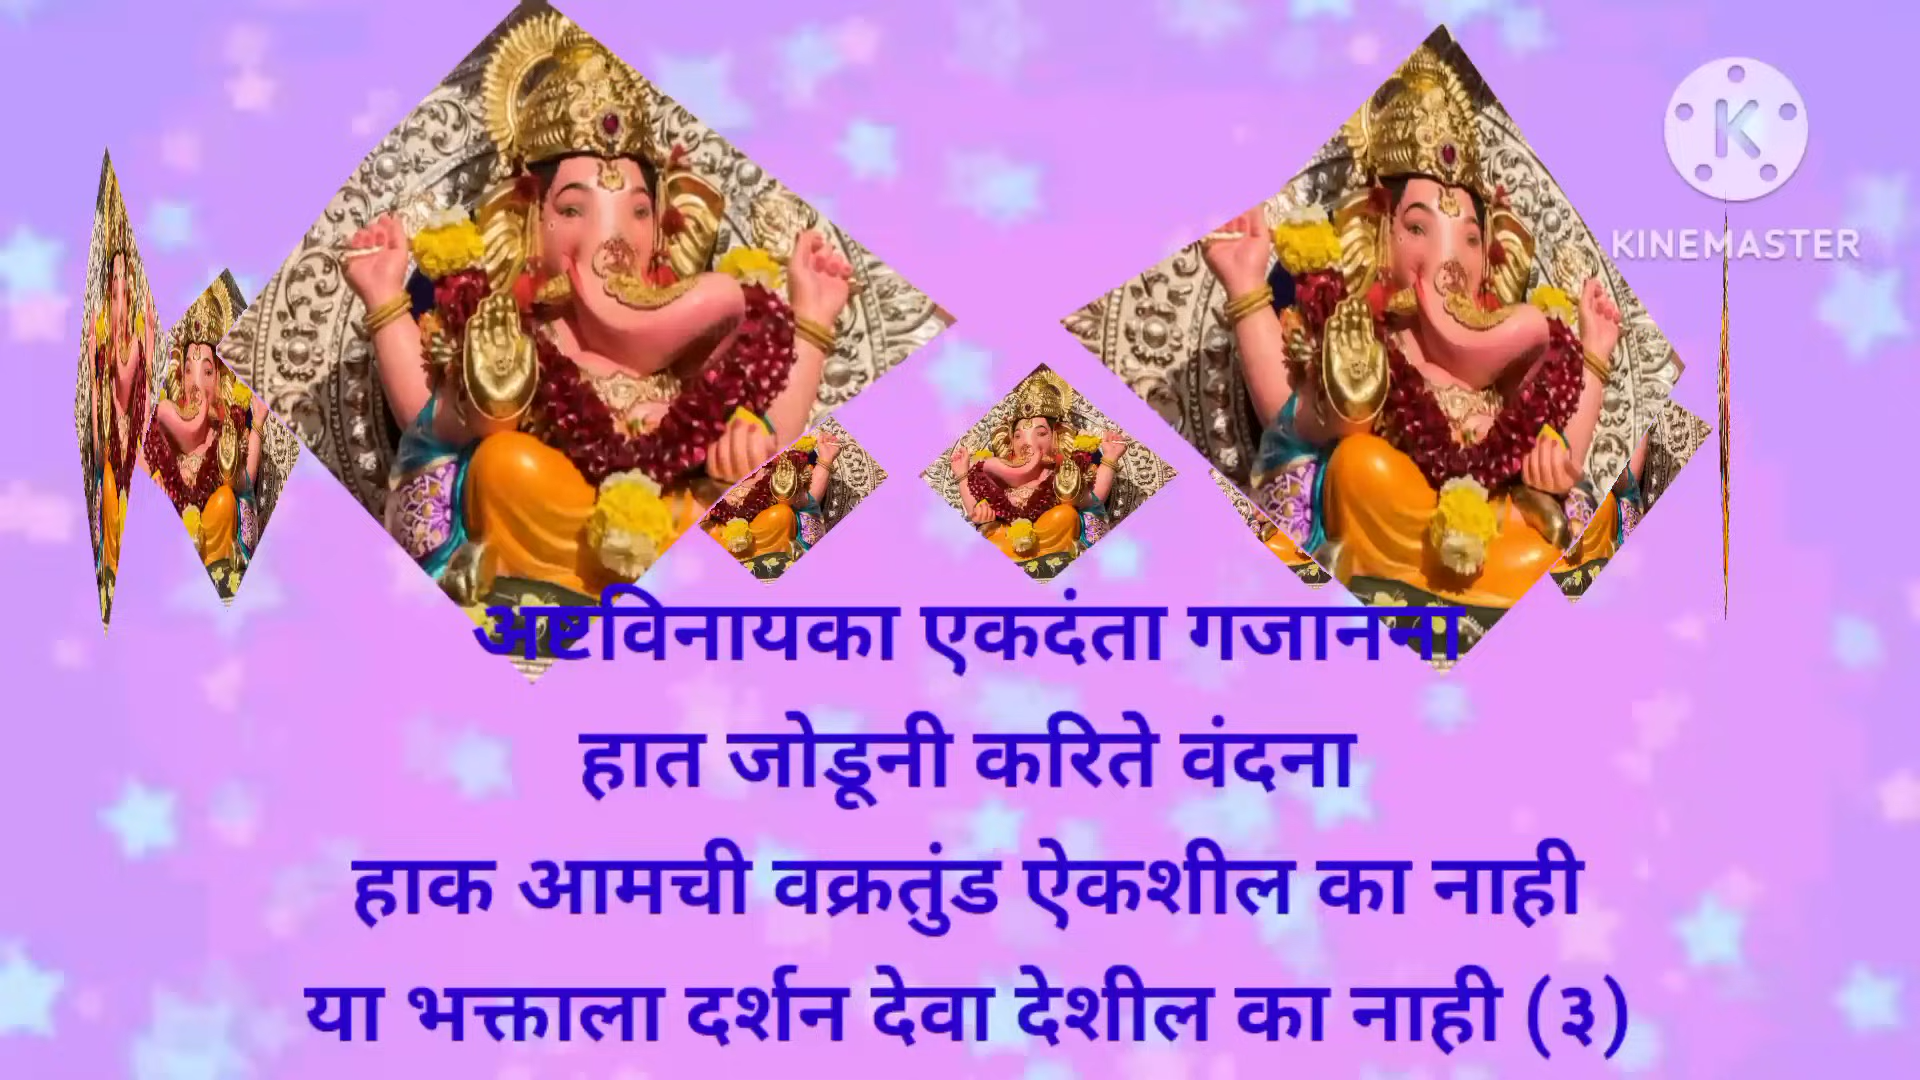 KINEMASTER
अष्टविनायका एकदंता गजानना
हात जोडूनी करिते वंदना
हाक आमची वक्रतुंड ऐकशील का नाही
या भक्ताला दर्शन देवा देशील का नाही (३)